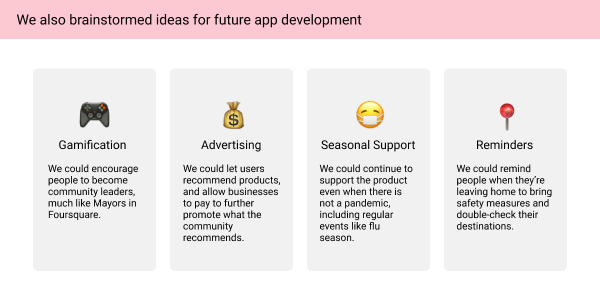 We also brainstormed ideas for future app development
Gamification
We could encourage
people to become
community leaders,
much like Mayors in
Foursquare.
Advertising
We could let users
recommend products,
and allow businesses
to pay to further
promote what the
community
recommends.
Seasonal Support
We could continue to
support the product
even when there is
not a pandemic,
including regular
events like flu
season.
Reminders
We could remind
people when they’re
leaving home to bring
safety measures and
double-check their
destinations.